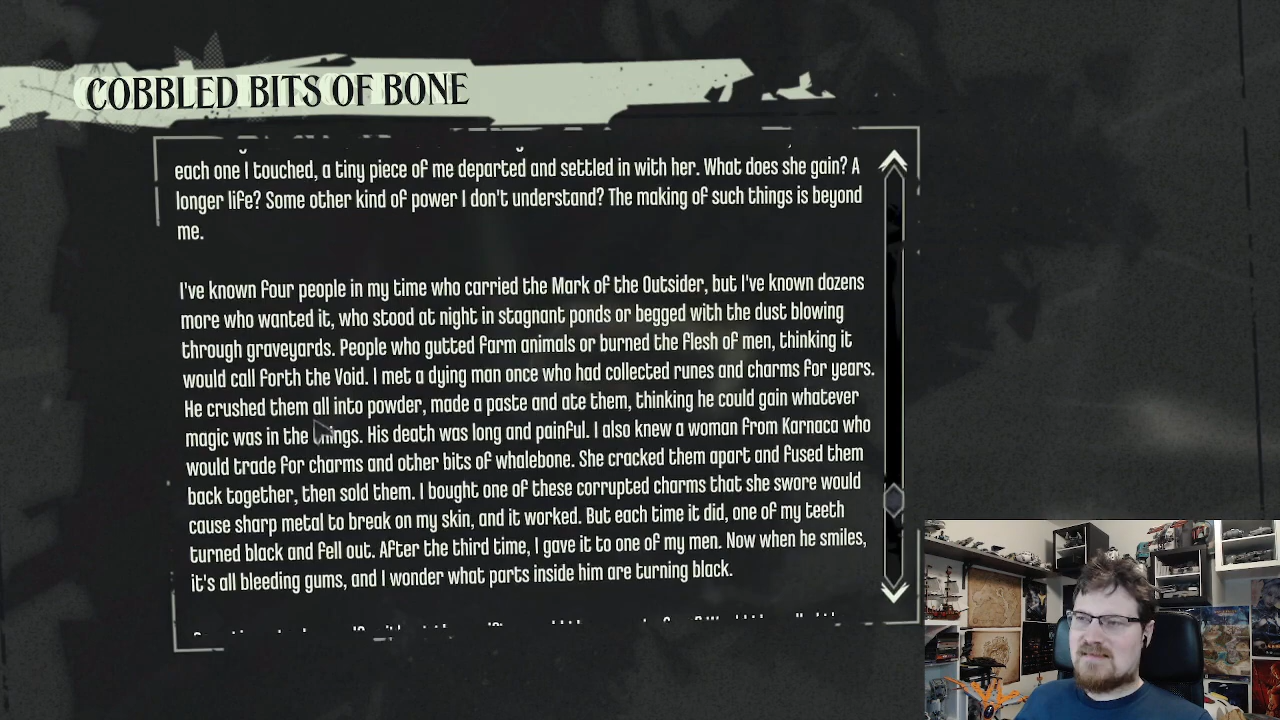 COBBLED BITS OF BONE
each one I touched, a tiny piece of me departed and settled in with her. What does she gain? A
longer life? Some other kind of power I don't understand? The making of such things is beyond
me.
I've known four people in my time who carried the Mark of the Outsider, but I've known dozens
more who wanted it, who stood at night in stagnant ponds or begged with the dust blowing
through graveyards. People who gutted farm animals or burned the flesh of men, thinking it
would call forth the Void. I met a dying man once who had collected runes and charms for years.
He crushed them all into powder, made a paste and ate them, thinking he could gain whatever
magic was in the things. His death was long and painful. I also knew a woman from Karnaca who
would trade for charms and other bits of whalebone. She cracked them apart and fused them
back together, then sold them. I bought one of these corrupted charms that she swore would
cause sharp metal to break on my skin, and it worked. But each time it did, one of my teeth
turned black and fell out. After the third time, I gave it to one of my men. Now when he smiles,
it's all bleeding gums, and I wonder what parts inside him are turning black.